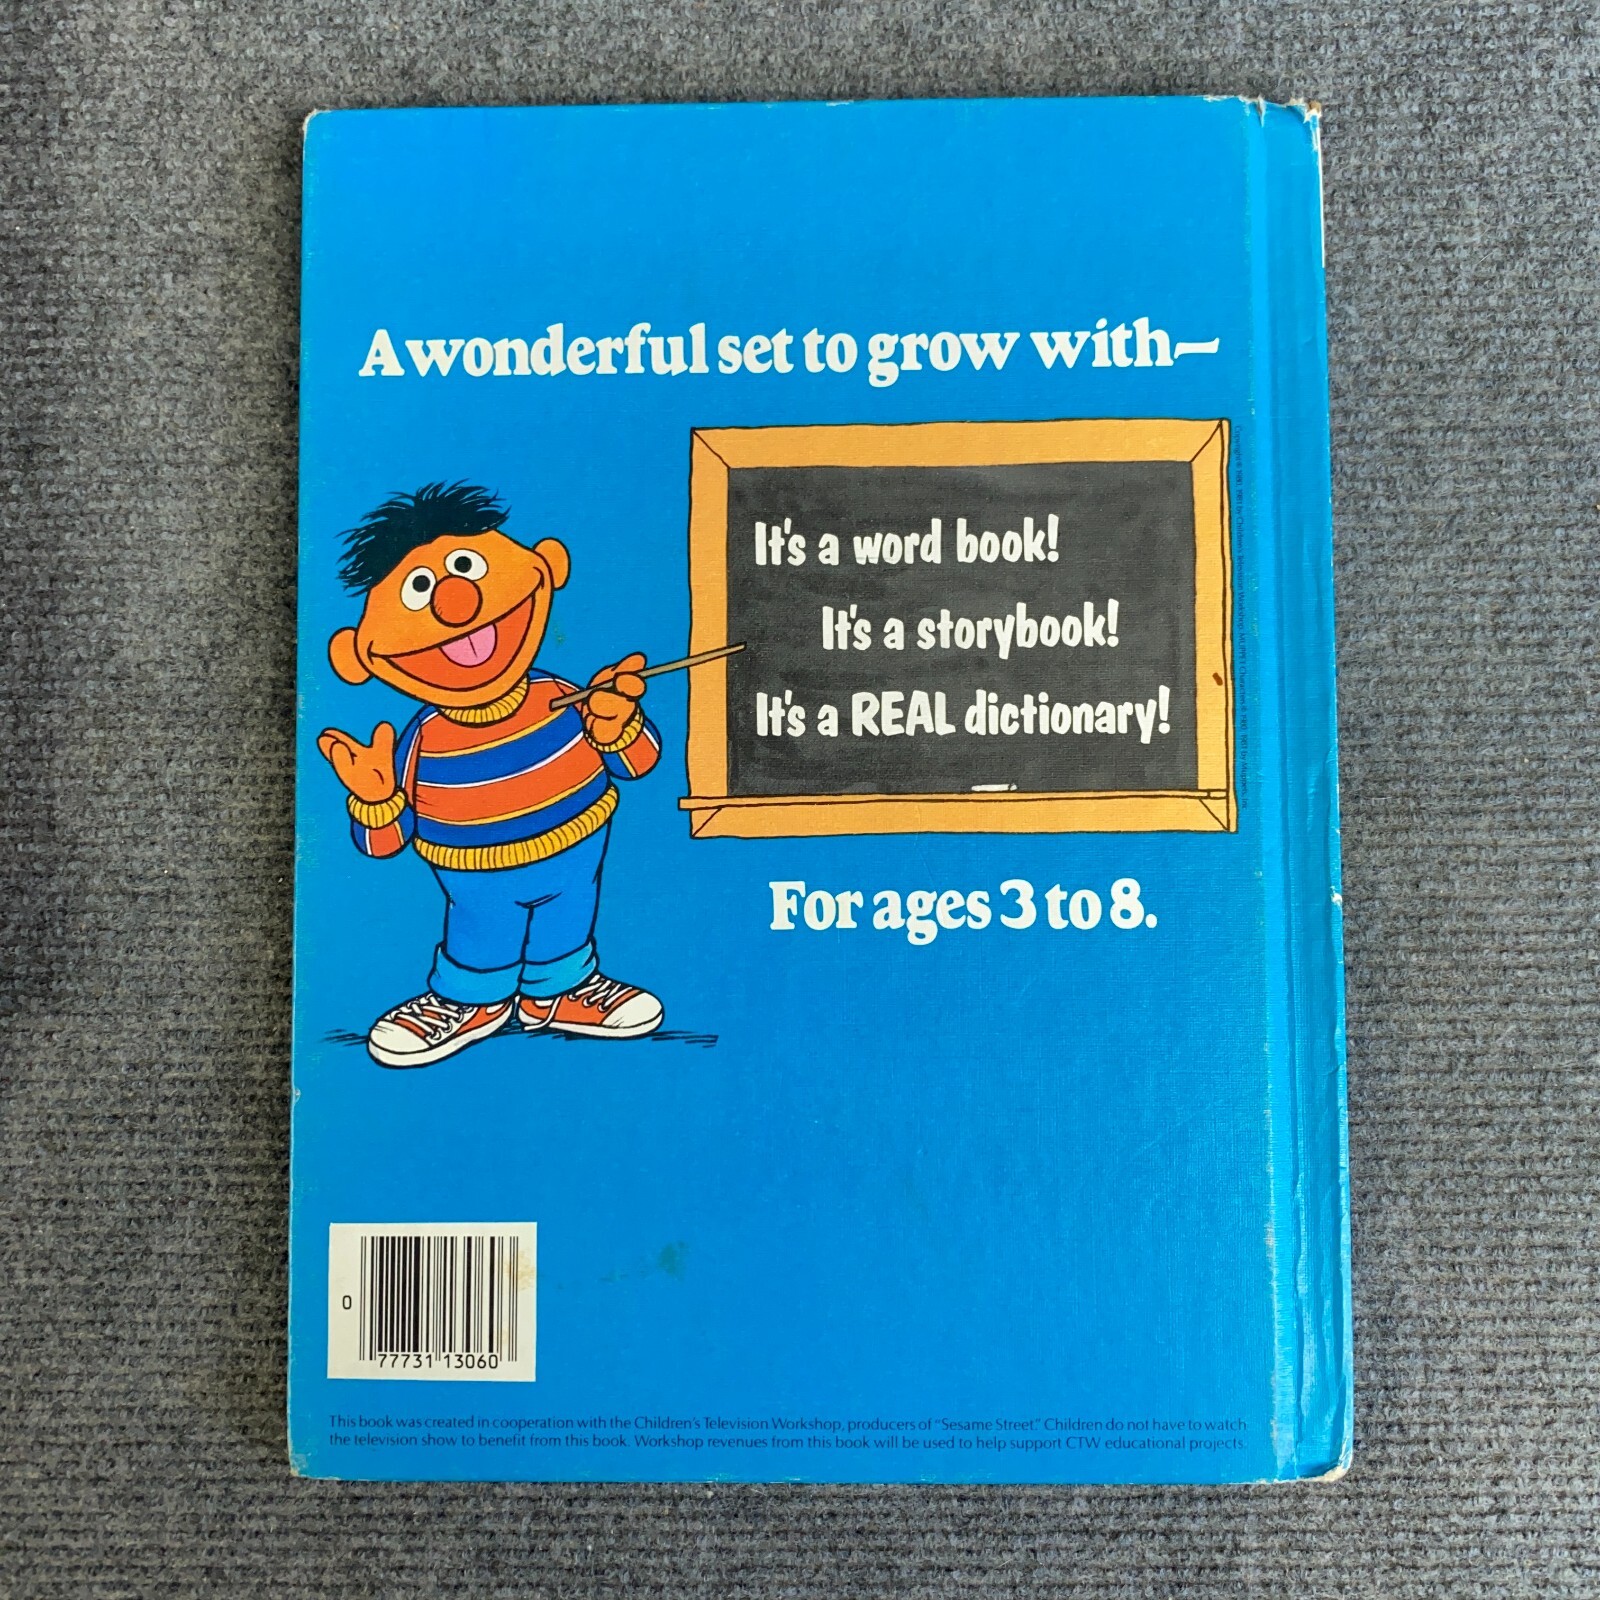 A wonderful set to grow with—
It's a word book!
It's a storybook!
It's a REAL dictionary!
For ages 3 to 8.
0
77731 13060
This book was created in cooperation with the Children's Television Workshop, producers of "Sesame Street." Children do not have to watch
the television show to benefit from this book. Workshop revenues from this book will be used to help support CTW educational projects.